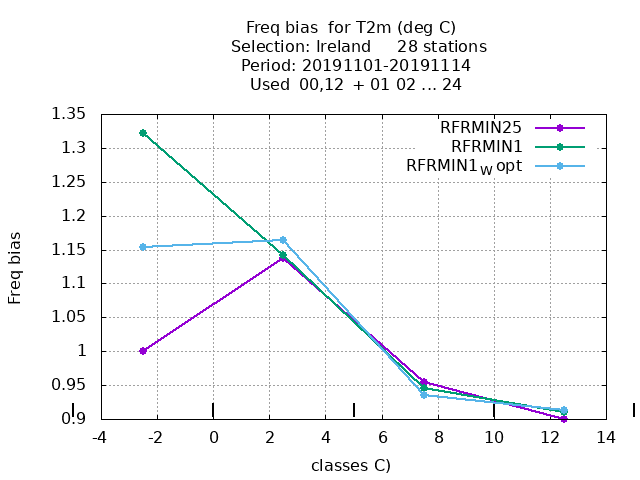 Freq bias  for T2m (deg C)
Selection: Ireland     28 stations
Period: 20191101-20191114
Used  00,12  + 01 02 ... 24
RFRMIN25
RFRMIN1
RFRMIN1W opt
1.35
1.3
1.25
1.2
1.15
1.1
1.05
1
0.95
0.9
Freq bias
-4 -2 0 2 4 6 8 10 12 14
classes C)